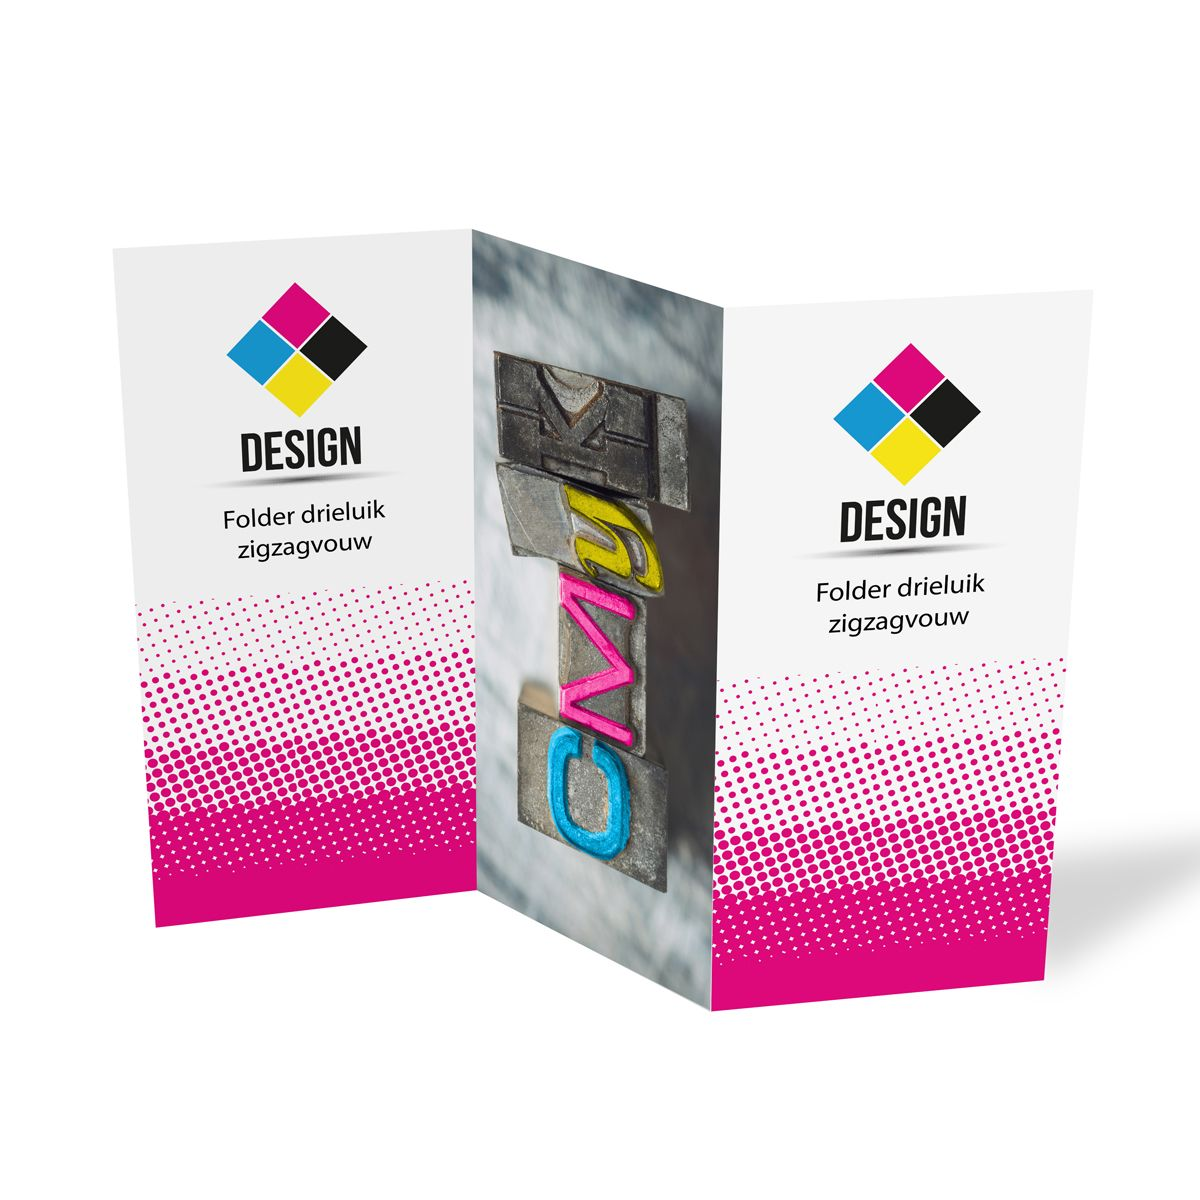 DESIGN
Folder drieluik
zigzagvouw
CMyK
DESIGN
Folder drieluik
zigzagvouw